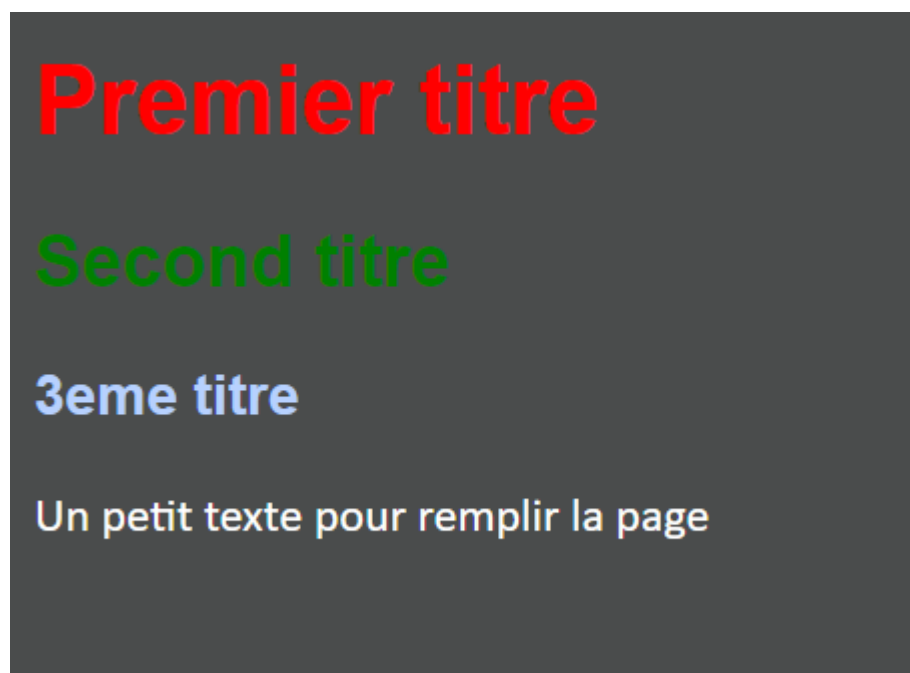 Premier titre
Second titre
3eme titre
Un petit texte pour remplir la page